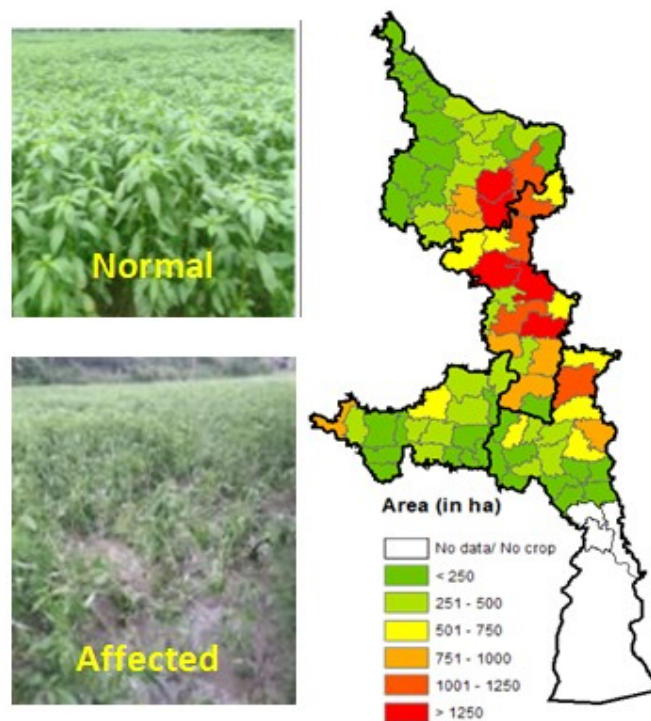 Normal
Affected
Area (in ha)
No data/ No crop
< 250
251 - 500
501 - 750
751 - 1000
1001 - 1250
> 1250